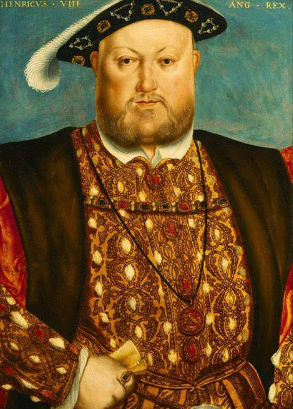 HENRICVS · VIII ANG · REX ·